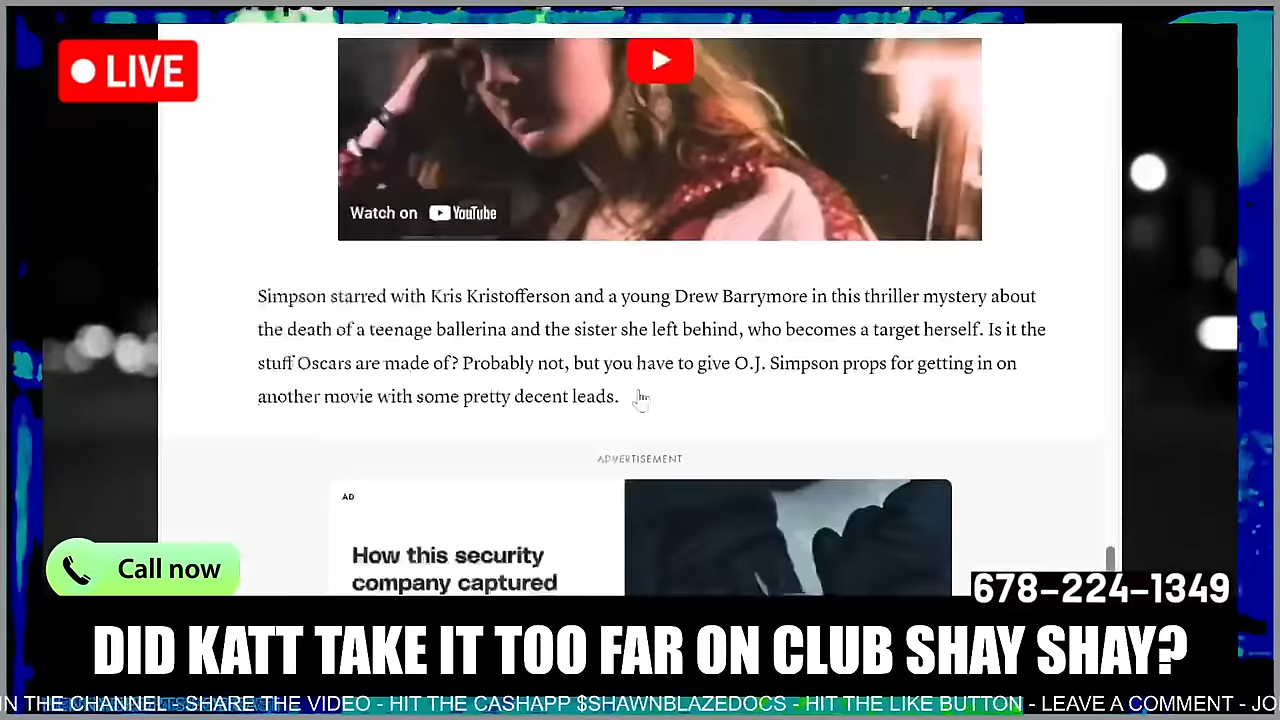 LIVE
Watch on YouTube
Simpson starred with Kris Kristofferson and a young Drew Barrymore in this thriller mystery about
the death of a teenage ballerina and the sister she left behind, who becomes a target herself. Is it the
stuff Oscars are made of? Probably not, but you have to give O.J. Simpson props for getting in on
another movie with some pretty decent leads.
ADVERTISEMENT
AD
How this security
company captured
Call now
678-224-1349
DID KATT TAKE IT TOO FAR ON CLUB SHAY SHAY?
IN THE CHANNEL - SHARE THE VIDEO - HIT THE CASHAPP $SHAWNBLAZEDOCS - HIT THE LIKE BUTTON - LEAVE A COMMENT - JO